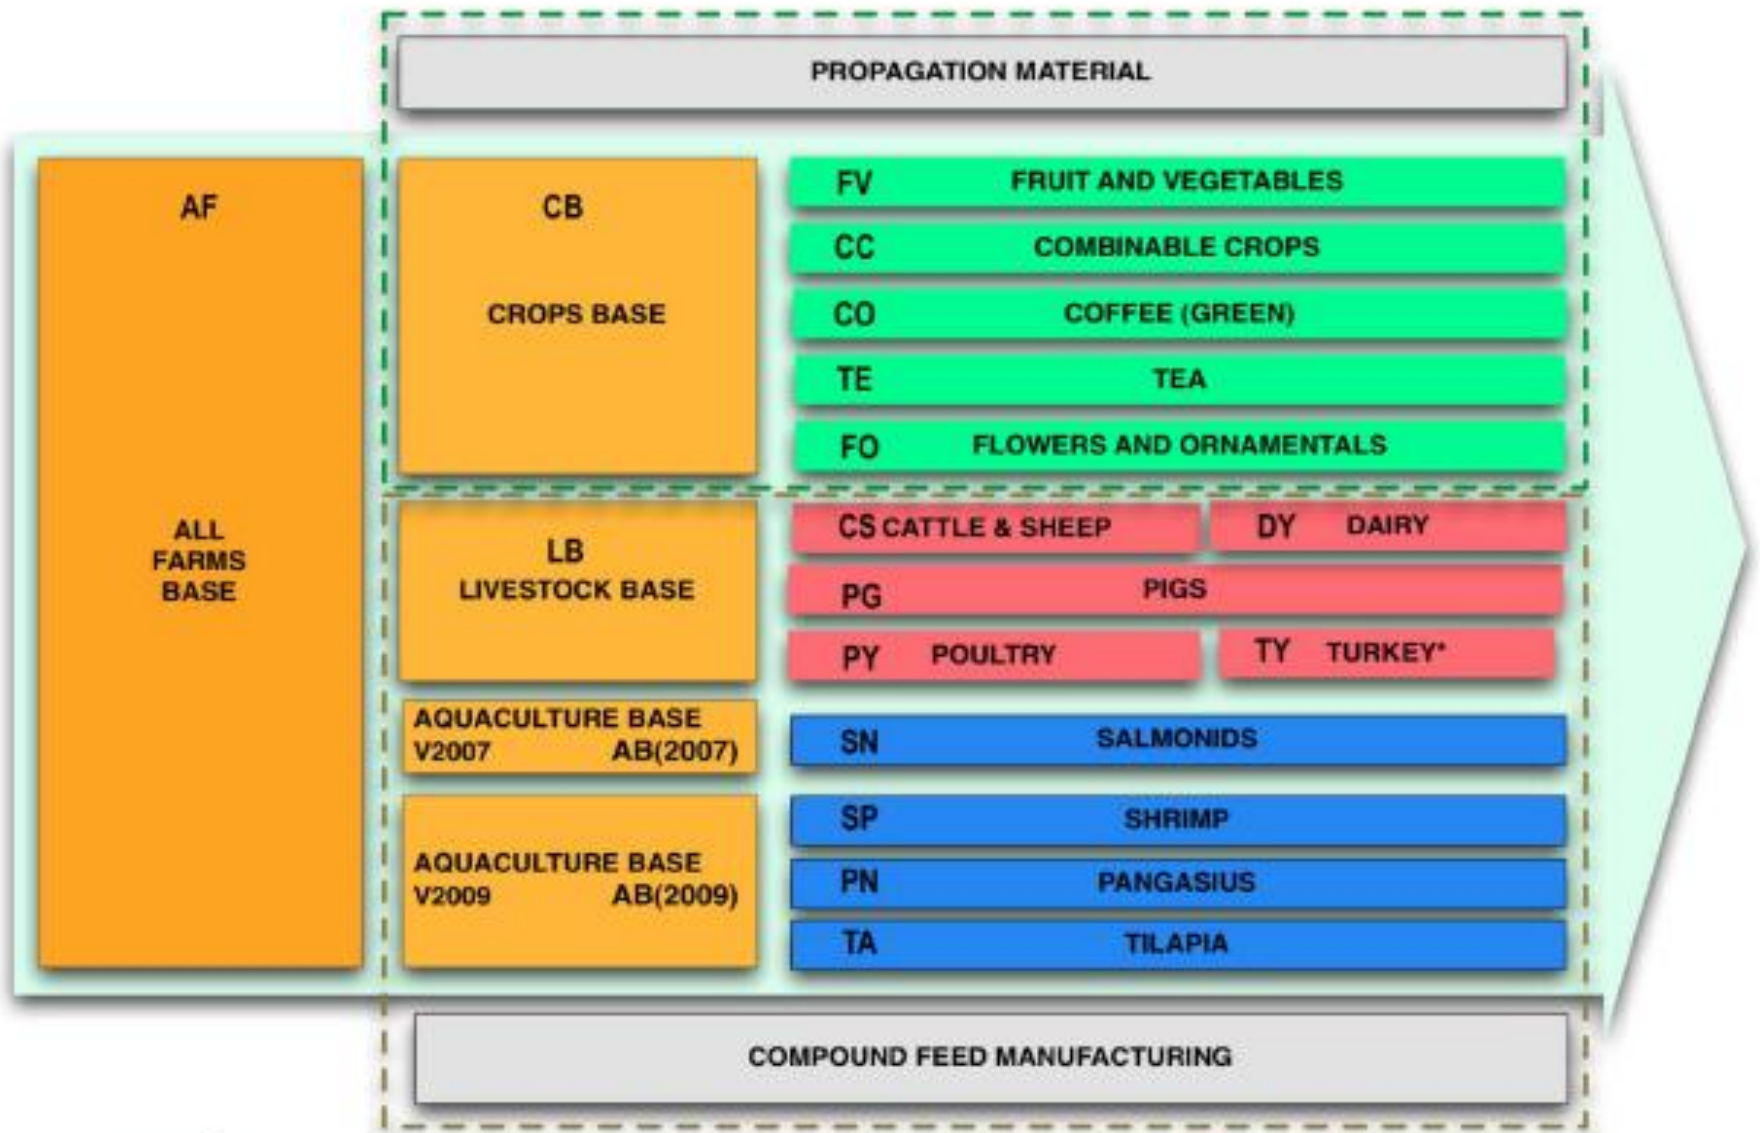 PROPAGATION MATERIAL
AF
ALL
FARMS
BASE
CB
CROPS BASE
FV FRUIT AND VEGETABLES
CC COMBINABLE CROPS
CO COFFEE (GREEN)
TE TEA
FO FLOWERS AND ORNAMENTALS
LB
LIVESTOCK BASE
CS CATTLE & SHEEP
DY DAIRY
PG PIGS
PY POULTRY
TY TURKEY*
AQUACULTURE BASE
V2007 AB(2007)
SN SALMONIDS
AQUACULTURE BASE
V2009 AB(2009)
SP SHRIMP
PN PANGASIUS
TA TILAPIA
COMPOUND FEED MANUFACTURING